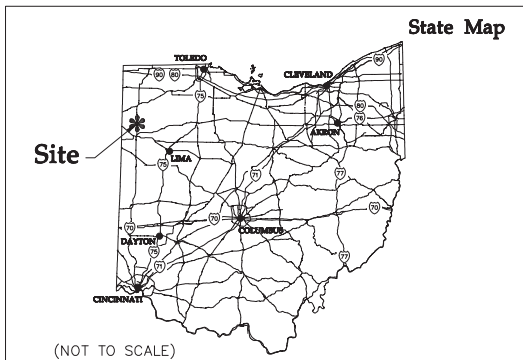 State Map
TOLEDO
CLEVELAND
90
90 80
80
75
76
AKRON
Site
LIMA
75
71
77
70
70
70
COLUMBUS
DAYTON
75
71
77
CINCINNATI
(NOT TO SCALE)